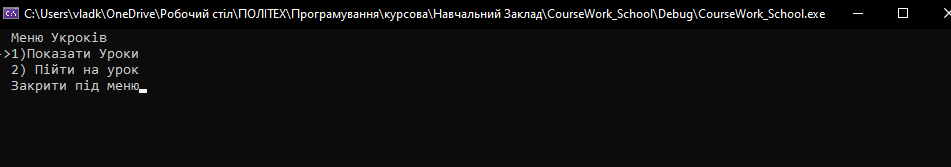 C:\Users\vladk\OneDrive\Робочий стіл\ПОЛІТЕХ\Програмування\курсова\Навчальний Заклад\CourseWork_School\Debug\CourseWork_School.exe
Меню Укроків
->1)Показати Уроки
2) Пійти на урок
Закрити під меню